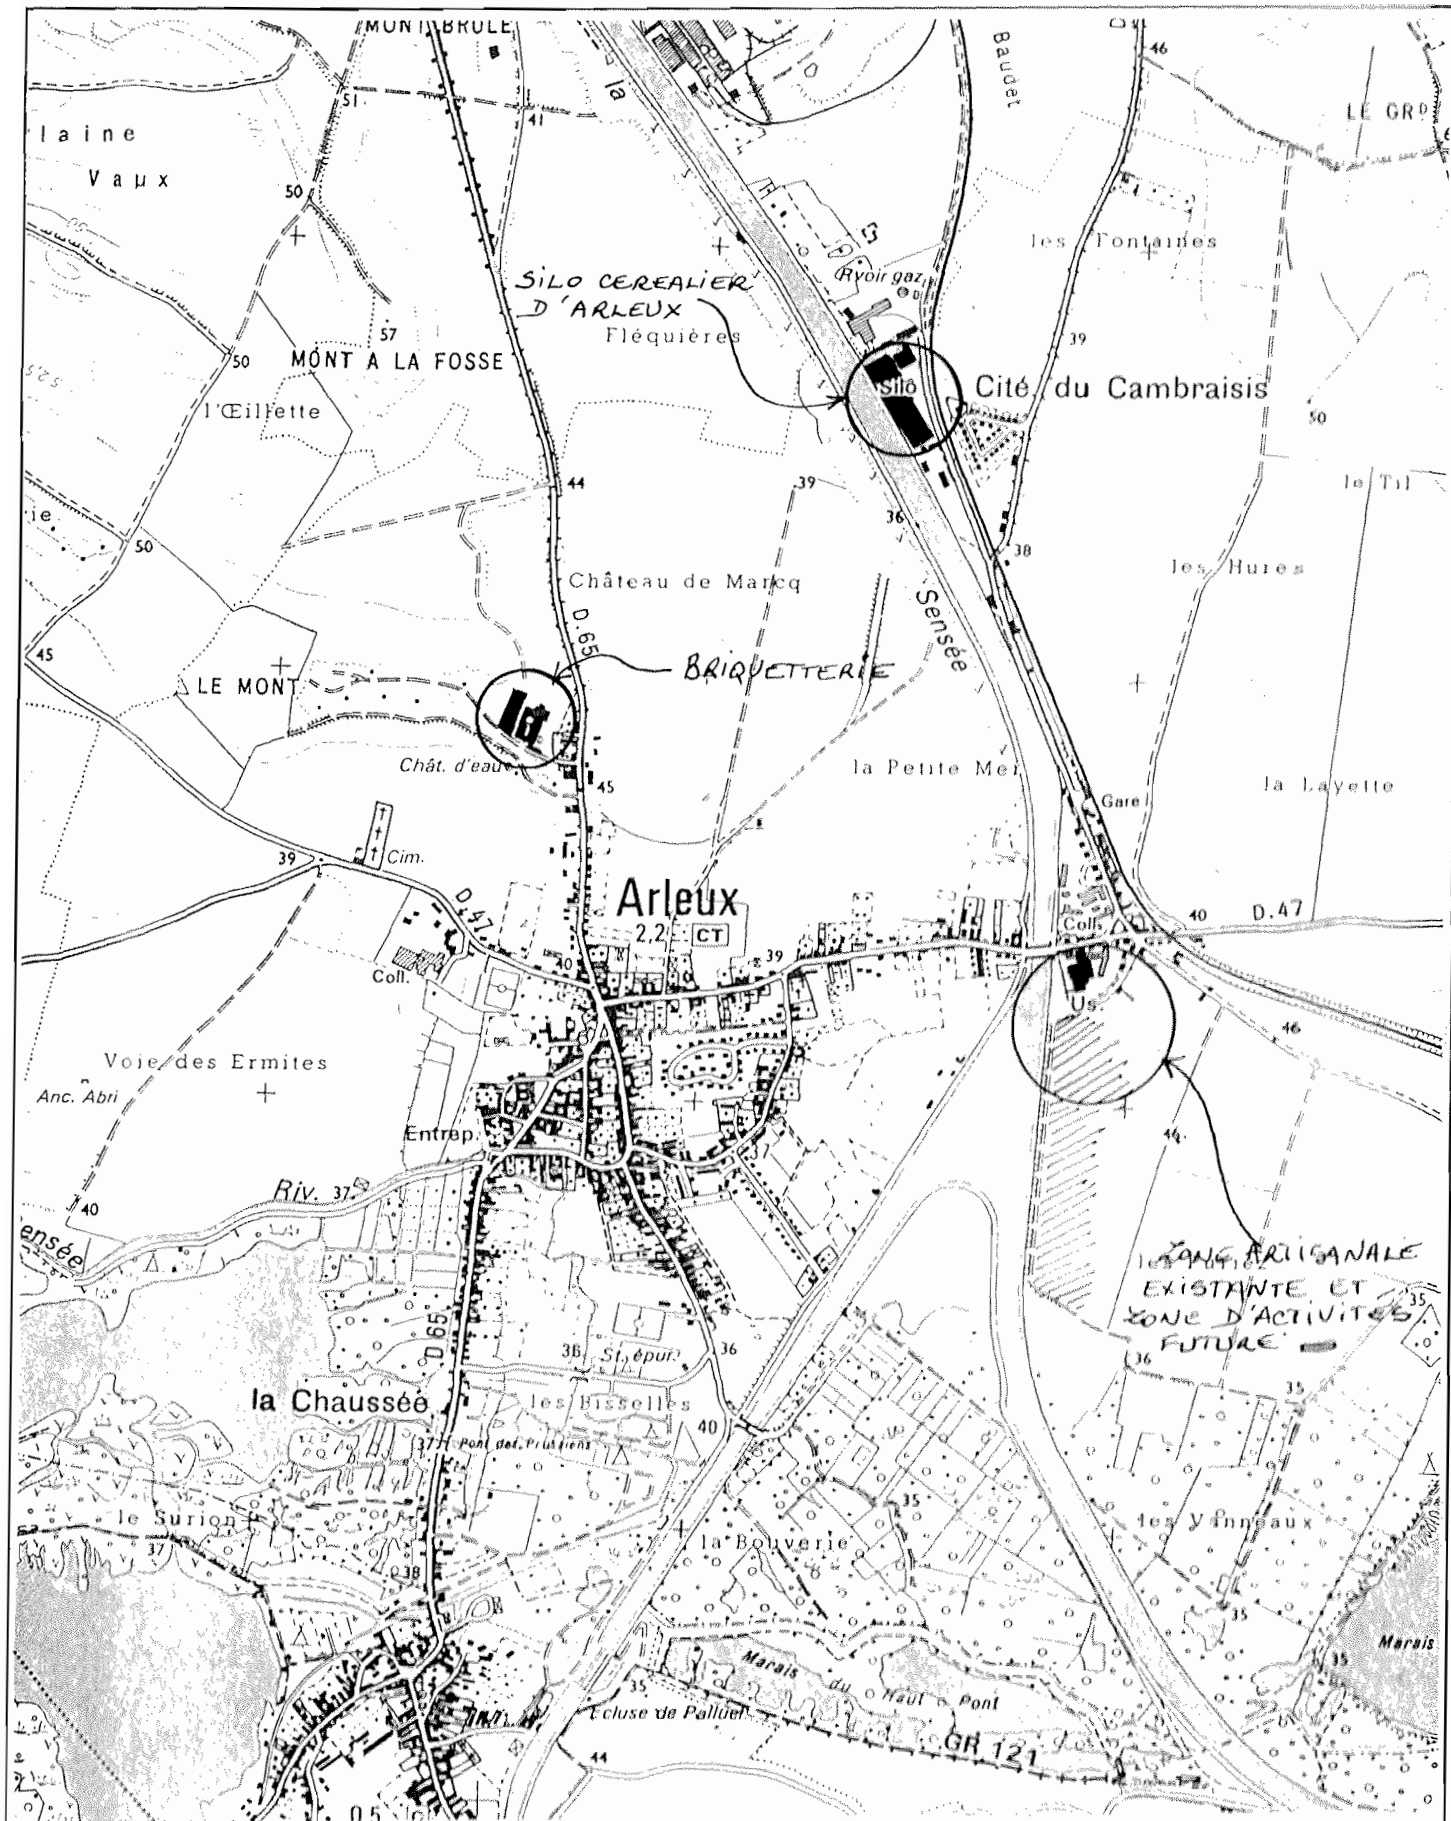 MONT BRULE
la
Baudet
46
51
41
LE GRD
laine
Vaux
50
les Fontaines
SILO CEREALIER
D'ARLEUX
Rvoir gaz
Fléquières
57
50
MONT A LA FOSSE
39
Silo
Cité du Cambraisis
l'Œillette
50
44
39
le Til
ie
50
36
38
Château de Marcq
les Hures
D.65
Sensée
45
BRIQUETTERIE
LE MONT
Chât. d'eau
45
la Petite Mer
la Layette
Gare
39
Cim.
D.47
Arleux
2,2
CT
40
D.47
Coll.
Coll.
40
39
Us
46
Voie des Ermites
Anc. Abri
Entrep.
37
Riv.
37
40
ensée
ZONE ARTISANALE
EXISTANTE ET
ZONE D'ACTIVITES
FUTURE
35
D.65
St. épur.
36
36
la Chaussée
les Bisselles
35
40
37
Pont des Prussiens
35
le Surion
37
la Bouverie
les Vanneaux
38
35
Marais
35
Marais du Haut Pont
35
Ecluse de Palluel
GR 121
44
0,5